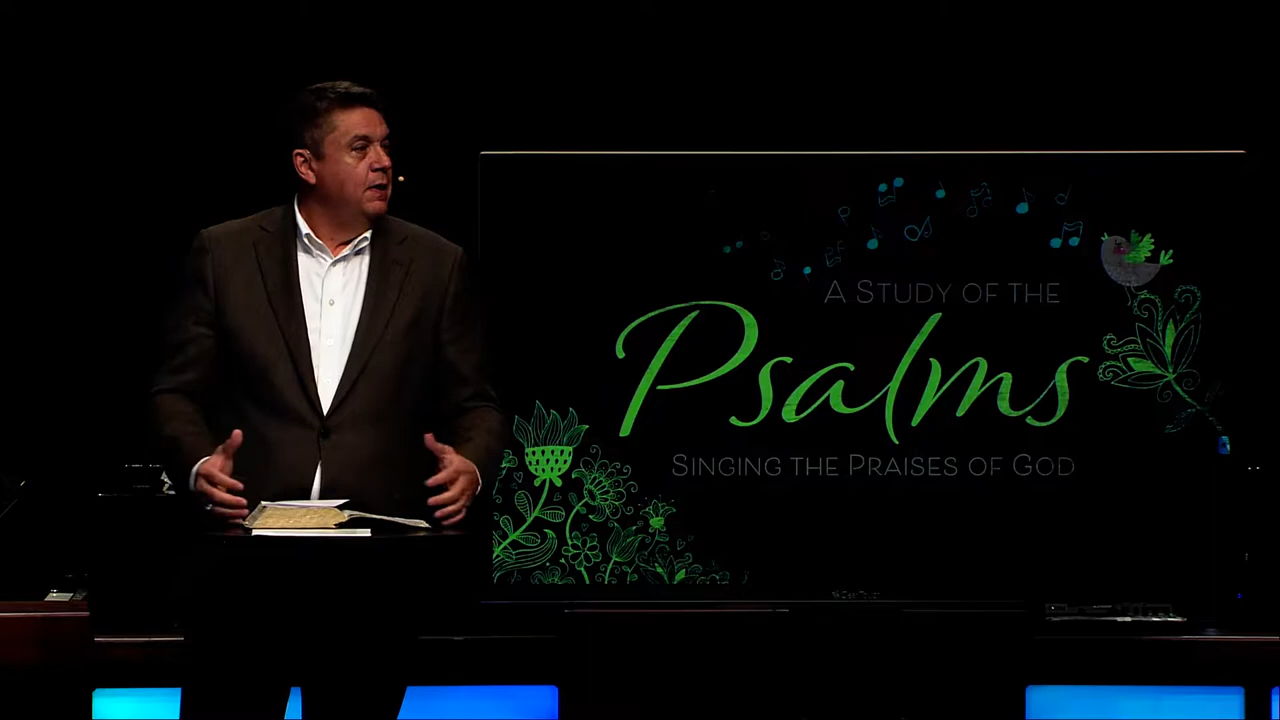 A Study of the
Psalms
Singing the Praises of God